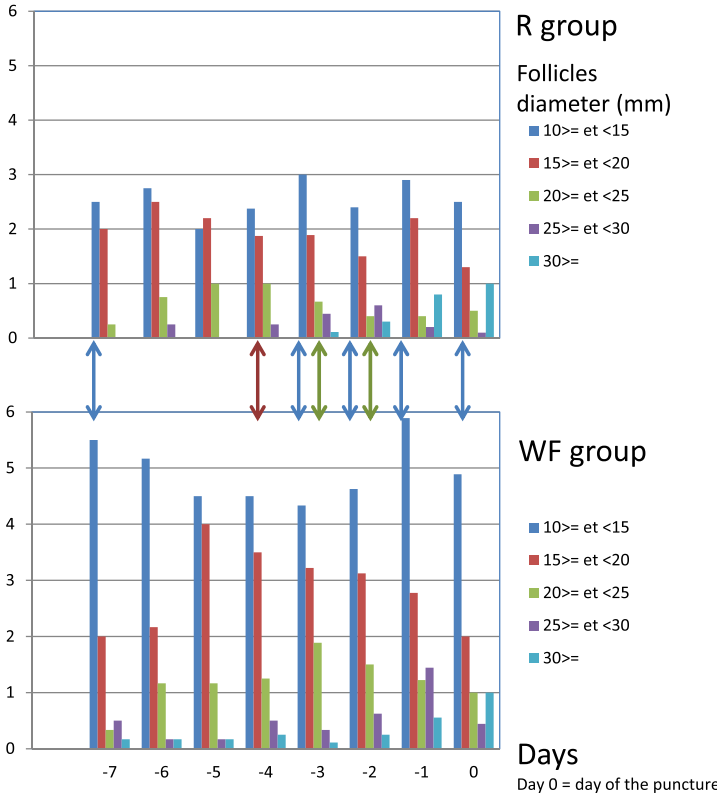 6
5
4
3
2
1
0
R group
Follicles
diameter (mm)
10>= et <15
15>= et <20
20>= et <25
25>= et <30
30>=
6
5
4
3
2
1
0
WF group
10>= et <15
15>= et <20
20>= et <25
25>= et <30
30>=
-7 -6 -5 -4 -3 -2 -1 0
Days
Day 0 = day of the puncture